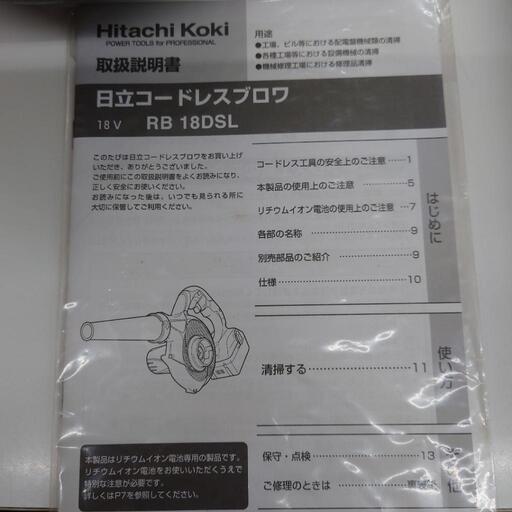 Hitachi Koki
POWER TOOLS for PROFESSIONAL
取扱説明書
用途
●工場、ビル等における配電盤機械類の清掃
●各種工場等における設備機械の清掃
●機械修理工場における修理品清掃
日立コードレスブロワ
18 V RB 18DSL
このたびは日立コードレスブロワをお買い上げ
いただき、ありがとうございました。
ご使用前にこの取扱説明書をよくお読みになり、
正しく安全にお使いください。
お読みになった後は、いつでも見られる所に
大切に保管してご利用ください。
コードレス工具の安全上のご注意……1
本製品の使用上のご注意……5
リチウムイオン電池の使用上のご注意…7
各部の名称……9
別売部品のご紹介……9
仕様……10
はじめに
清掃する……11
使い方
保守・点検……13
ご修理のときは……裏表紙
その他
本製品はリチウムイオン電池専用の製品です。
リチウムイオン電池をお使いいただくうえで
特別な注意が必要です。
詳しくはP7を参照してください。